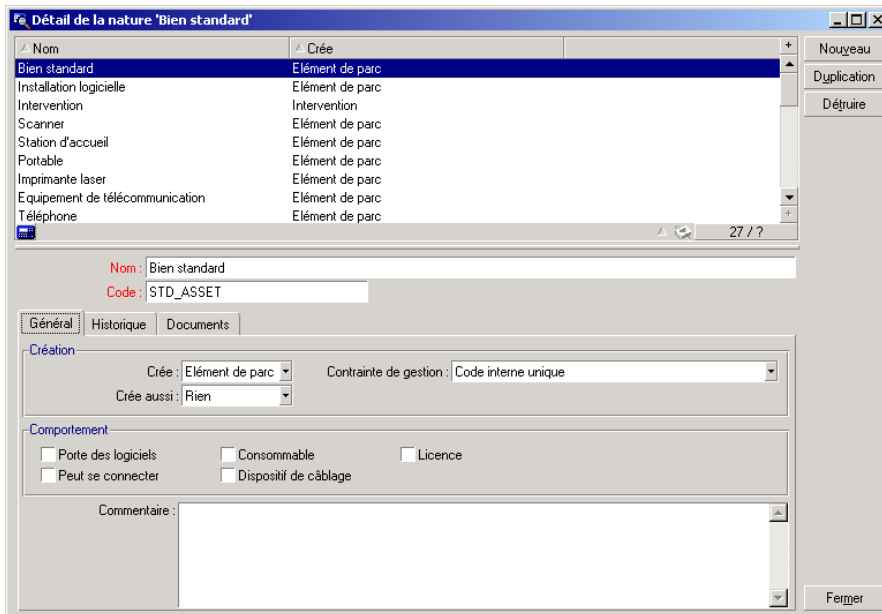 Détail de la nature 'Bien standard'
Nom Crée +
Bien standard Elément de parc
Installation logicielle Elément de parc
Intervention Intervention
Scanner Elément de parc
Station d'accueil Elément de parc
Portable Elément de parc
Imprimante laser Elément de parc
Equipement de télécommunication Elément de parc
Téléphone Elément de parc
27 / ?
Nouveau
Duplication
Détruire
Nom : Bien standard
Code : STD_ASSET
Général Historique Documents
Création
Crée : Elément de parc Contrainte de gestion : Code interne unique
Crée aussi : Rien
Comportement
Porte des logiciels Consommable Licence
Peut se connecter Dispositif de câblage
Commentaire :
Fermer